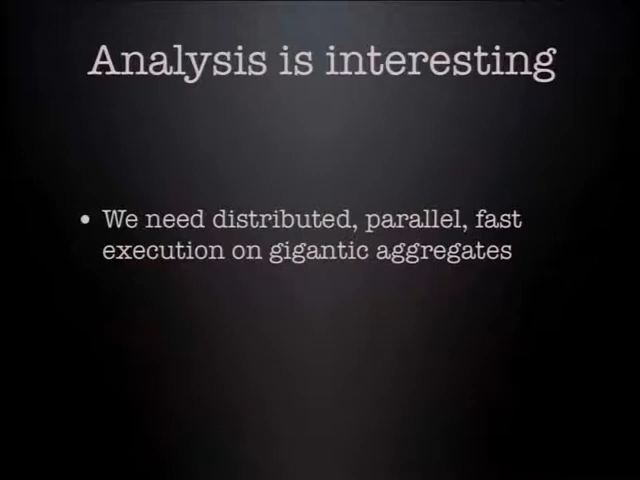 Analysis is interesting
• We need distributed, parallel, fast
execution on gigantic aggregates